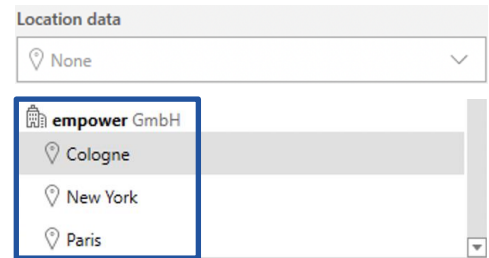 Location data
None
empower GmbH
Cologne
New York
Paris